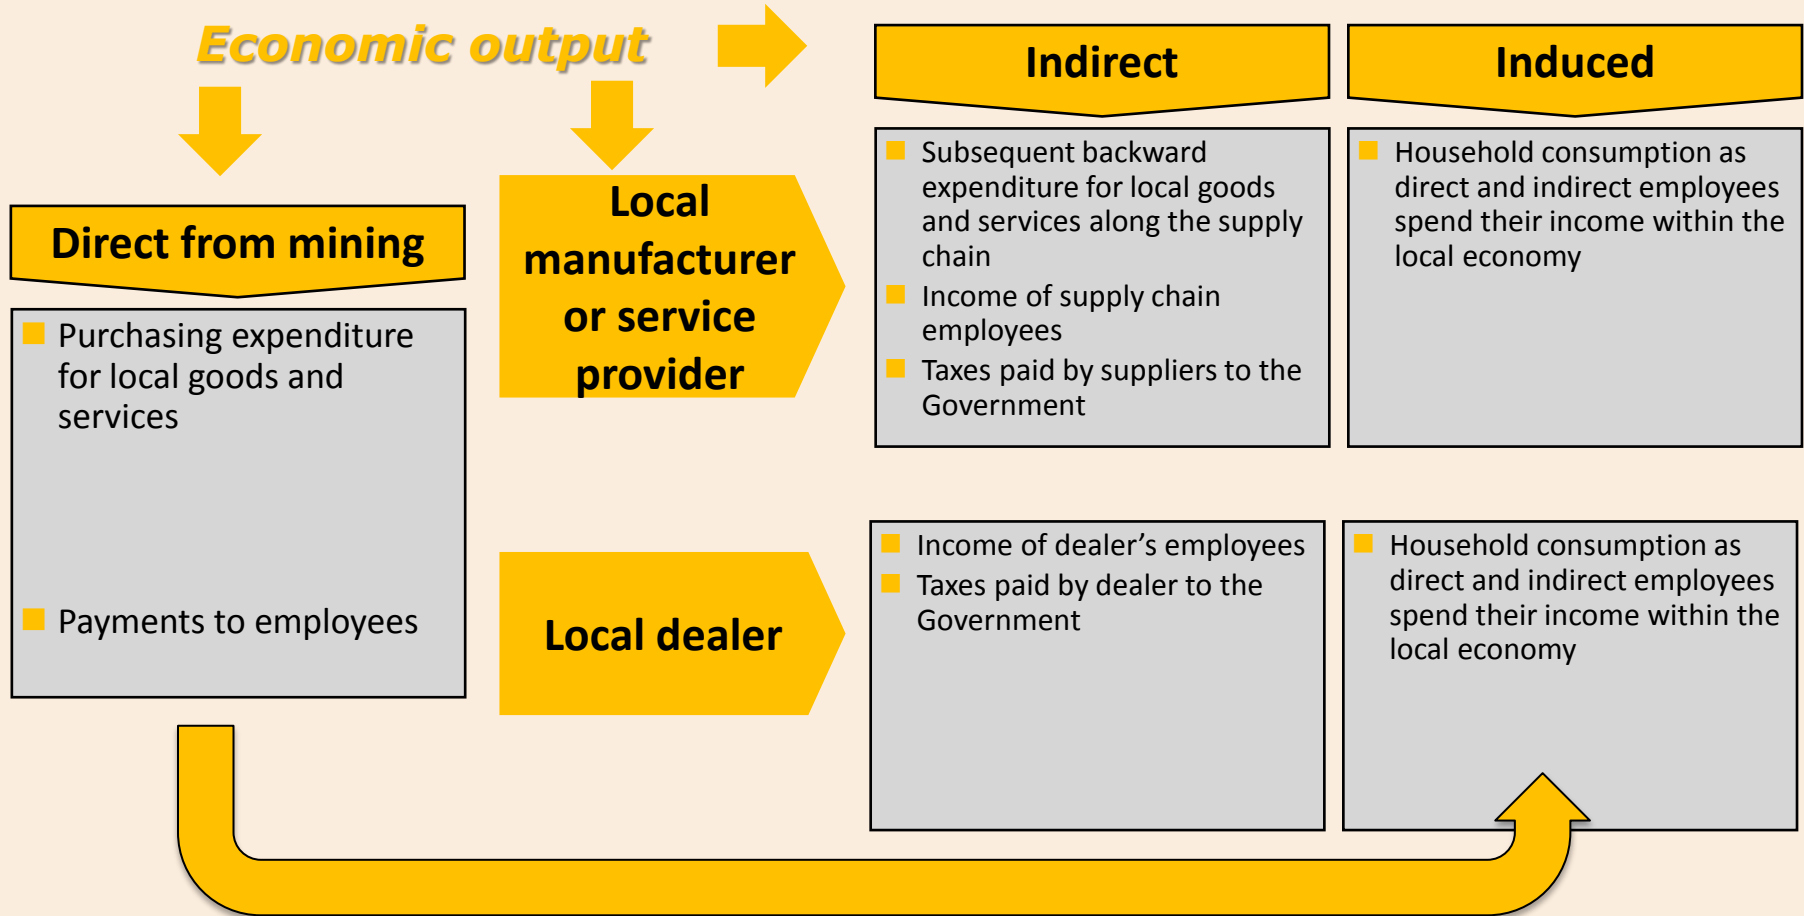 Economic output
Direct from mining
Purchasing expenditure
for local goods and
services
Payments to employees
Local
manufacturer
or service
provider
Local dealer
Indirect
Subsequent backward
expenditure for local goods
and services along the supply
chain
Income of supply chain
employees
Taxes paid by suppliers to the
Government
Income of dealer’s employees
Taxes paid by dealer to the
Government
Induced
Household consumption as
direct and indirect employees
spend their income within the
local economy
Household consumption as
direct and indirect employees
spend their income within the
local economy